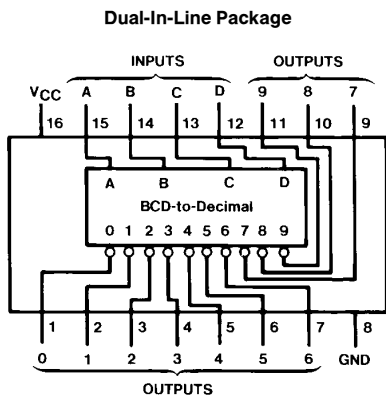 Dual-In-Line Package
INPUTS OUTPUTS
VCC A B C D 9 8 7
16 15 14 13 12 11 10 9
A B C D
BCD-to-Decimal
0 1 2 3 4 5 6 7 8 9
1 2 3 4 5 6 7 8
0 1 2 3 4 5 6 GND
OUTPUTS